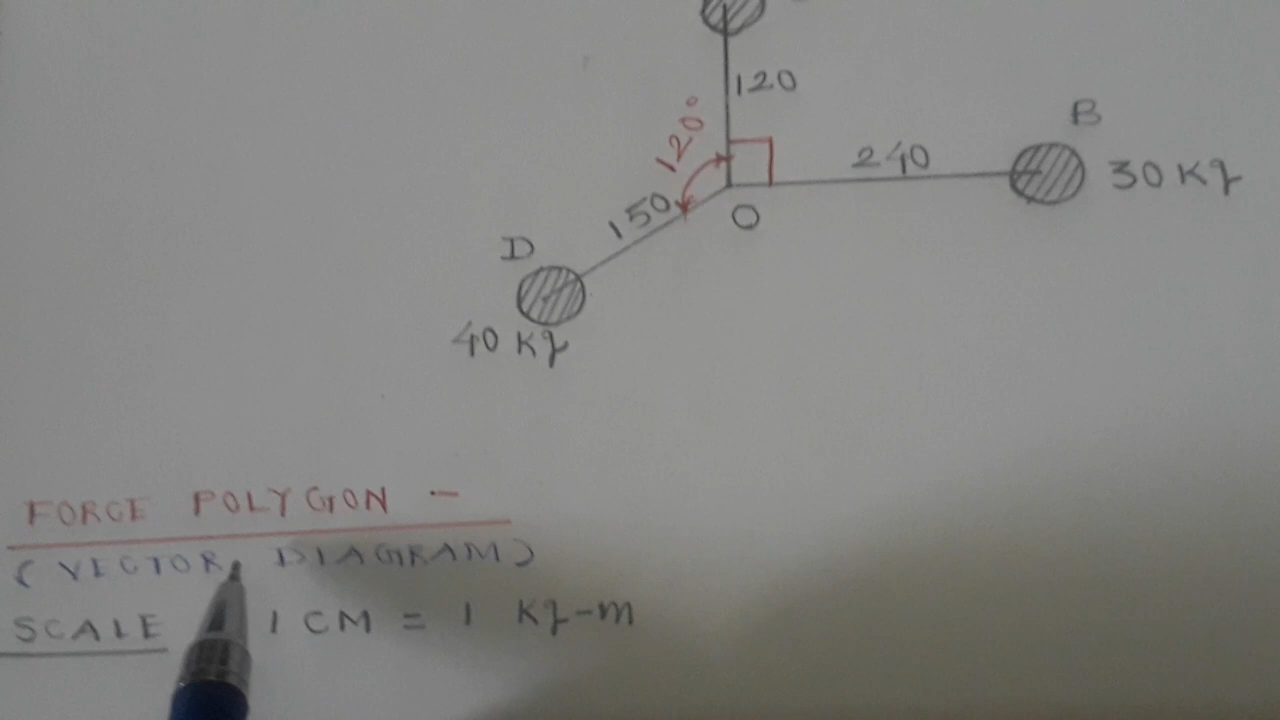 120
B
120°
240
30 Kg
150
O
D
40 Kg
FORCE POLYGON -
(VECTOR DIAGRAM)
SCALE 1 CM = 1 Kg-m